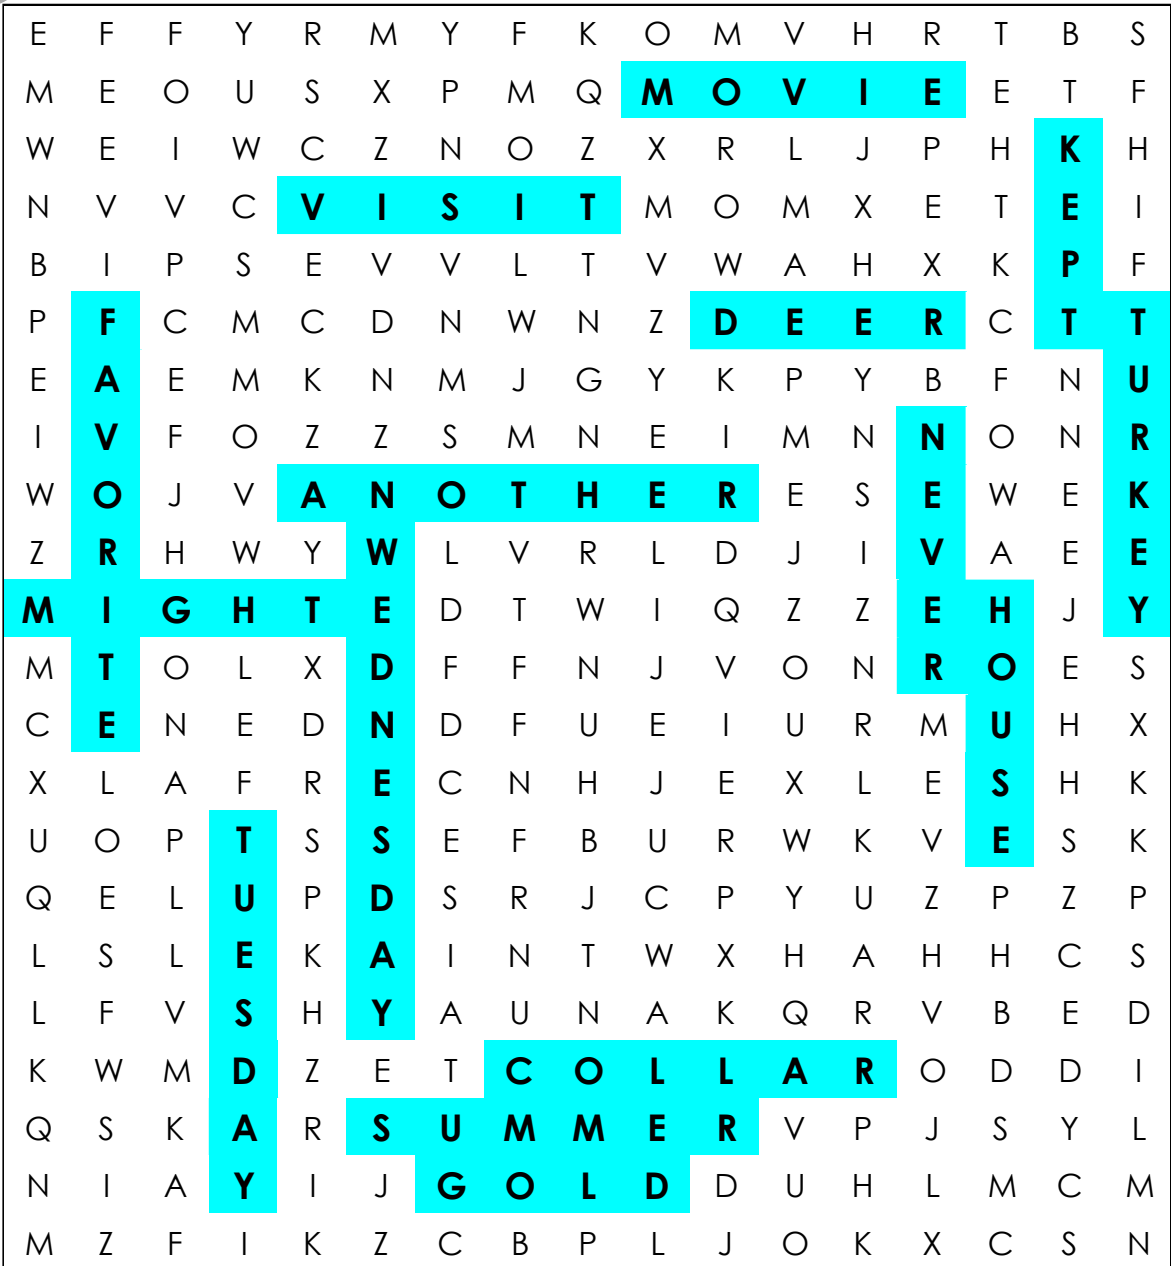 E F F Y R M Y F K O M V H R T B S
M E O U S X P M Q M O V I E E T F
W E I W C Z N O Z X R L J P H K H
N V V C V I S I T M O M X E T E I
B I P S E V V L T V W A H X K P F
P F C M C D N W N Z D E E R C T T
E A E M K N M J G Y K P Y B F N U
I V F O Z Z S M N E I M N N O N R
W O J V A N O T H E R E S E W E K
Z R H W Y W L V R L D J I V A E E
M I G H T E D T W I Q Z Z E H J Y
M T O L X D F F N J V O N R O E S
C E N E D N D F U E I U R M U H X
X L A F R E C N H J E X L E S H K
U O P T S S E F B U R W K V E S K
Q E L U P D S R J C P Y U Z P Z P
L S L E K A I N T W X H A H H C S
L F V S H Y A U N A K Q R V B E D
K W M D Z E T C O L L A R O D D I
Q S K A R S U M M E R V P J S Y L
N I A Y I J G O L D D U H L M C M
M Z F I K Z C B P L J O K X C S N